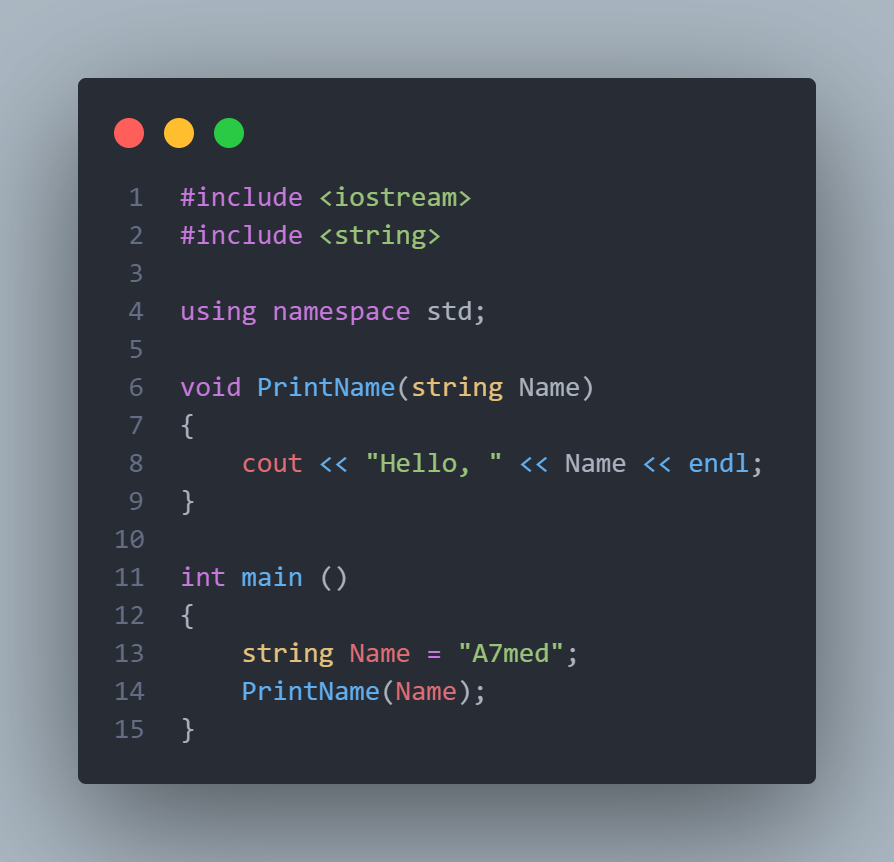 1 #include <iostream>
2 #include <string>
3
4 using namespace std;
5
6 void PrintName(string Name)
7 {
8     cout << "Hello, " << Name << endl;
9 }
10
11 int main ()
12 {
13     string Name = "A7med";
14     PrintName(Name);
15 }